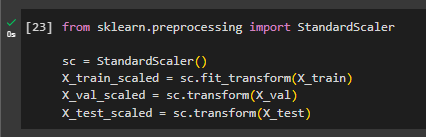 [23] from sklearn.preprocessing import StandardScaler
0s
sc = StandardScaler()
X_train_scaled = sc.fit_transform(X_train)
X_val_scaled = sc.transform(X_val)
X_test_scaled = sc.transform(X_test)